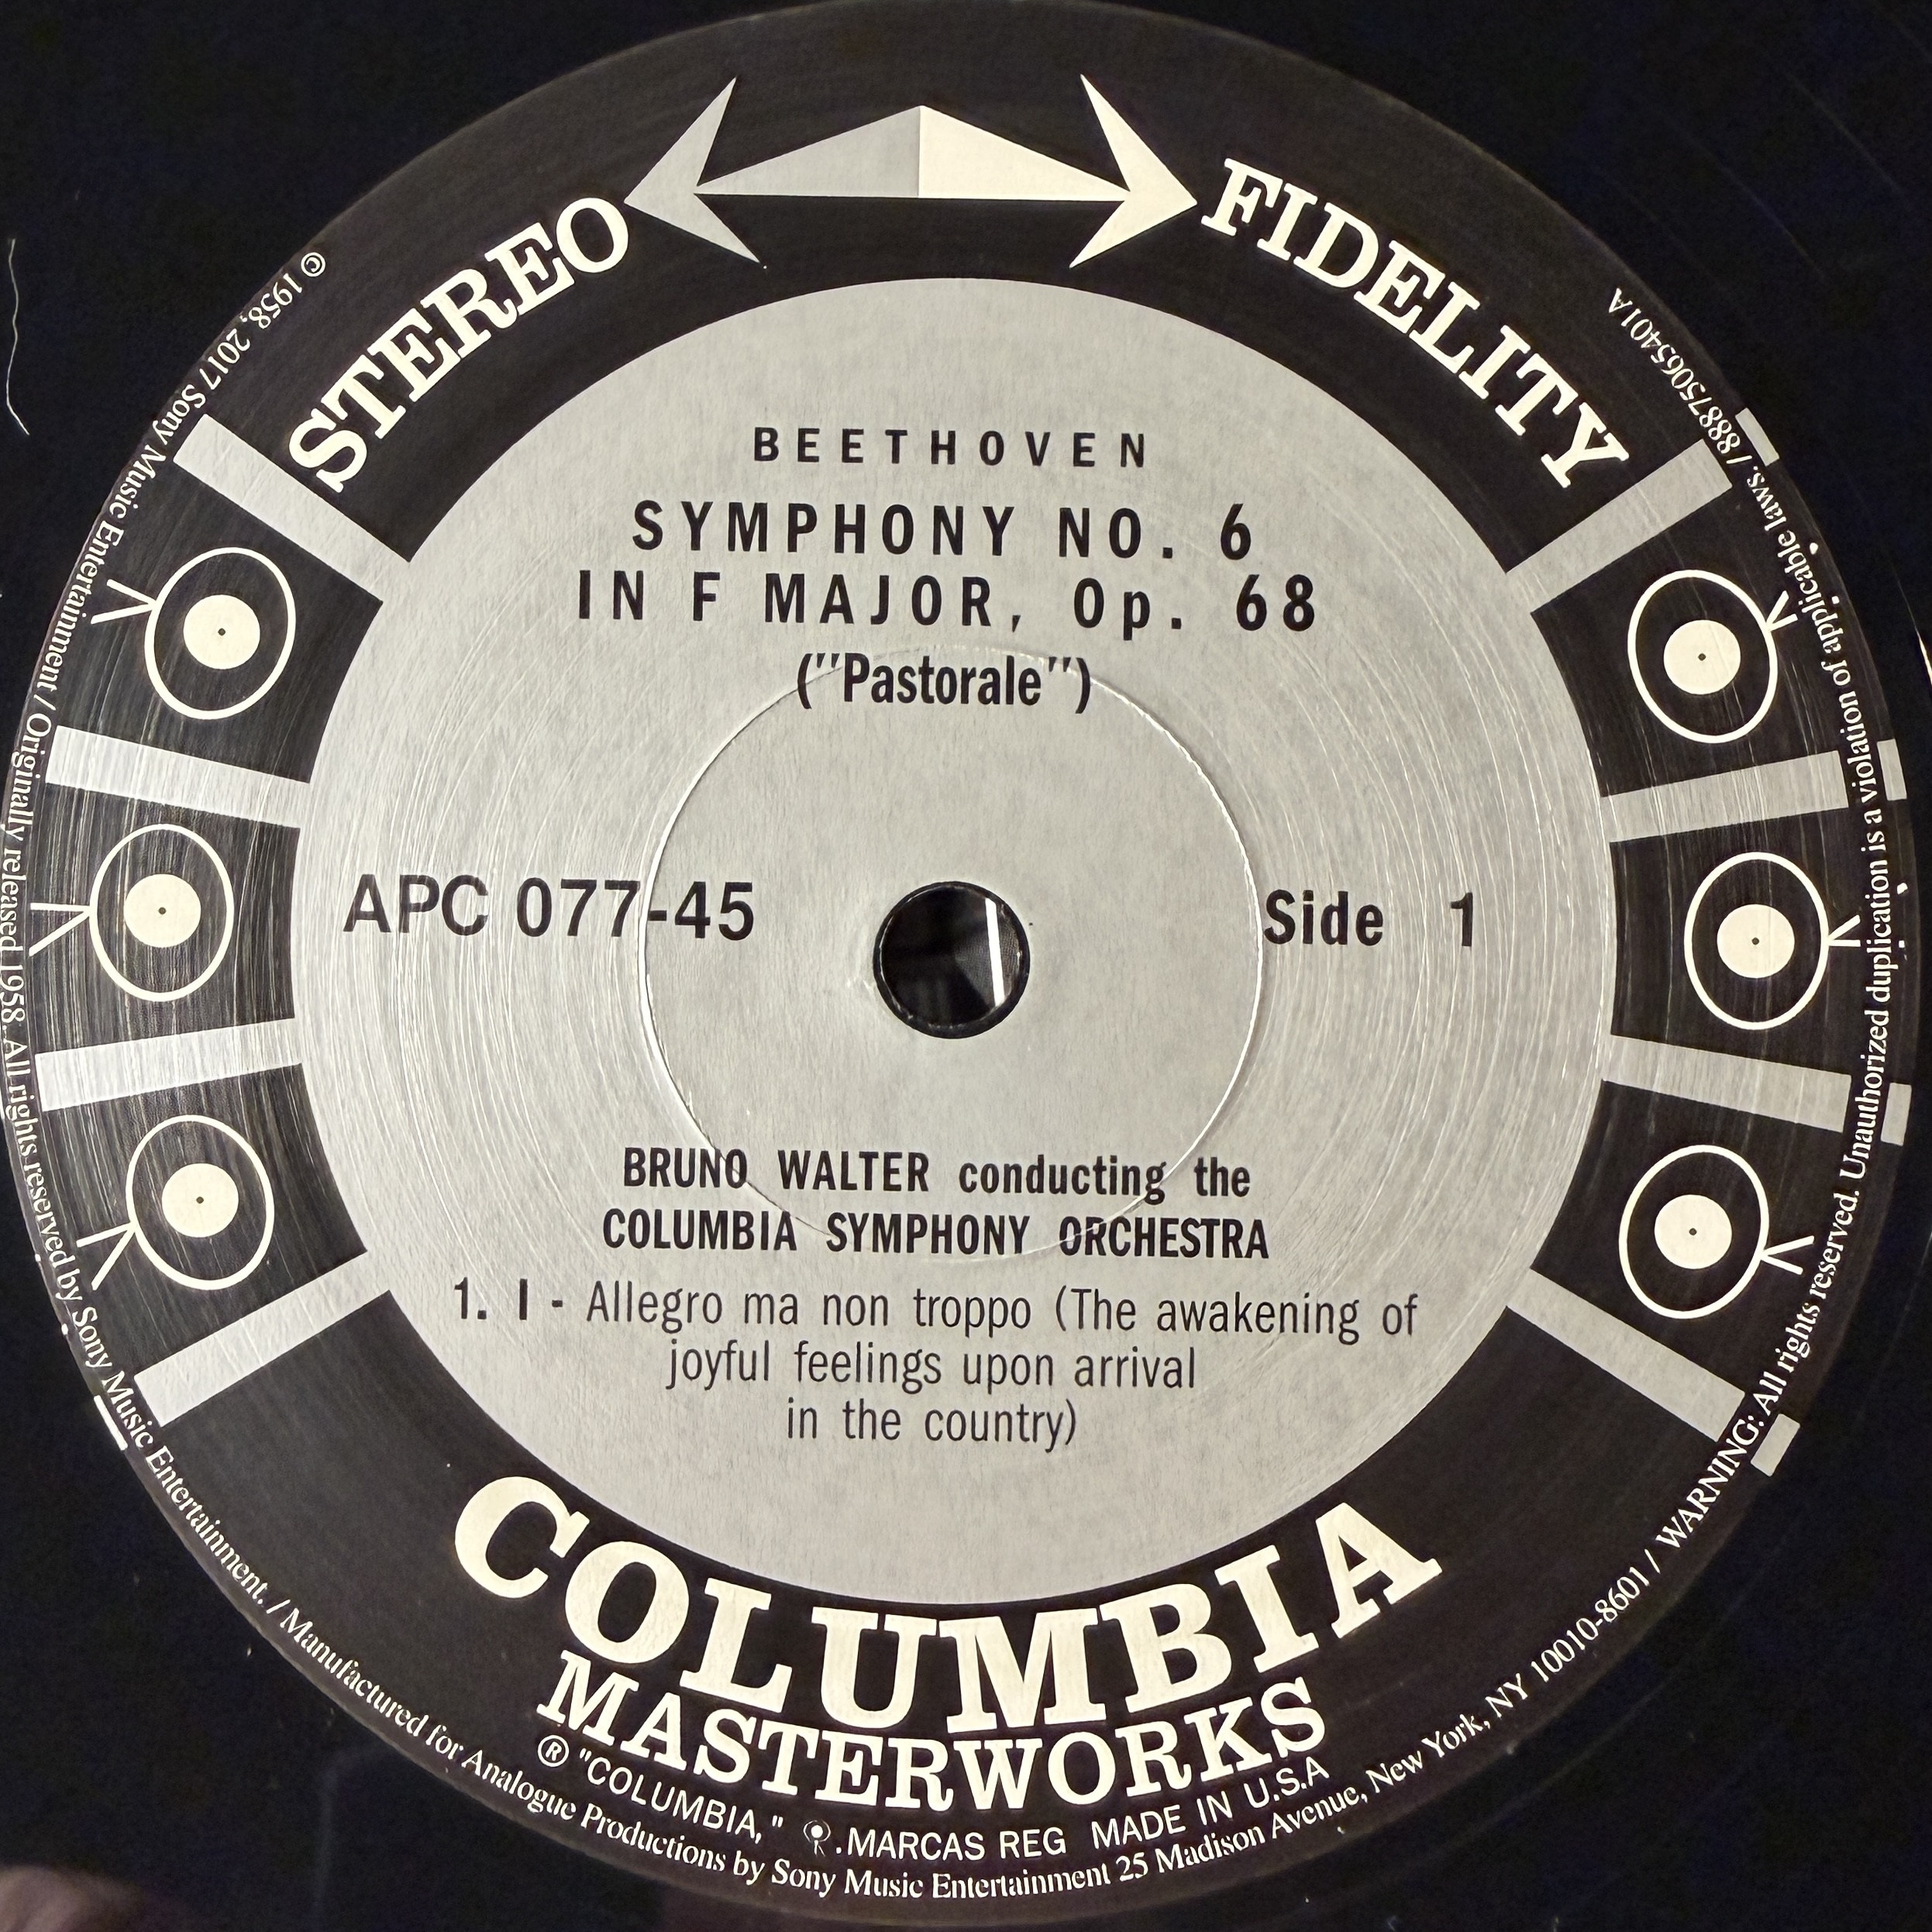 STEREO FIDELITY
BEETHOVEN
SYMPHONY NO. 6
IN F MAJOR, Op. 68
("Pastorale")
APC 077-45
Side 1
BRUNO WALTER conducting the
COLUMBIA SYMPHONY ORCHESTRA
1. I - Allegro ma non troppo (The awakening of
joyful feelings upon arrival
in the country)
COLUMBIA
MASTERWORKS
® "COLUMBIA," .MARCAS REG MADE IN U.S.A
© 1958, 2017 Sony Music Entertainment / Originally released 1958. All rights reserved by Sony Music Entertainment. / Manufactured for Analogue Productions by Sony Music Entertainment 25 Madison Avenue, New York, NY 10010-8601 / WARNING: All rights reserved. Unauthorized duplication is a violation of applicable laws. / 88875065401A